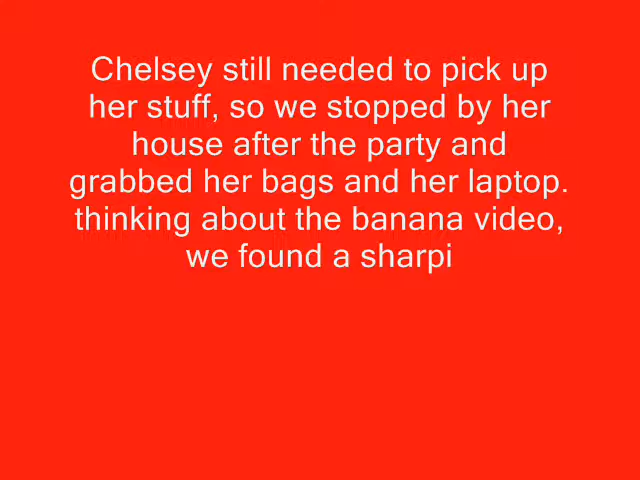 Chelsey still needed to pick up
her stuff, so we stopped by her
house after the party and
grabbed her bags and her laptop.
thinking about the banana video,
we found a sharpi